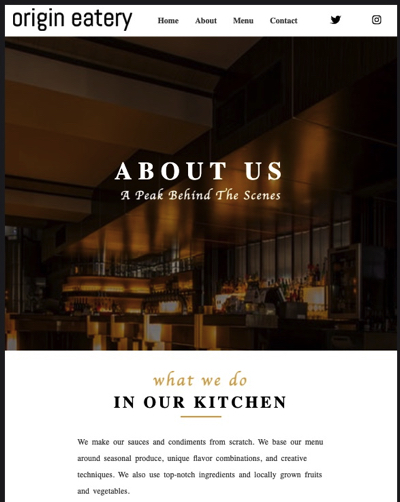 origin eatery
Home About Menu Contact
ABOUT US
A Peak Behind The Scenes
what we do
IN OUR KITCHEN
We make our sauces and condiments from scratch. We base our menu
around seasonal produce, unique flavor combinations, and creative
techniques. We also use top-notch ingredients and locally grown fruits
and vegetables.